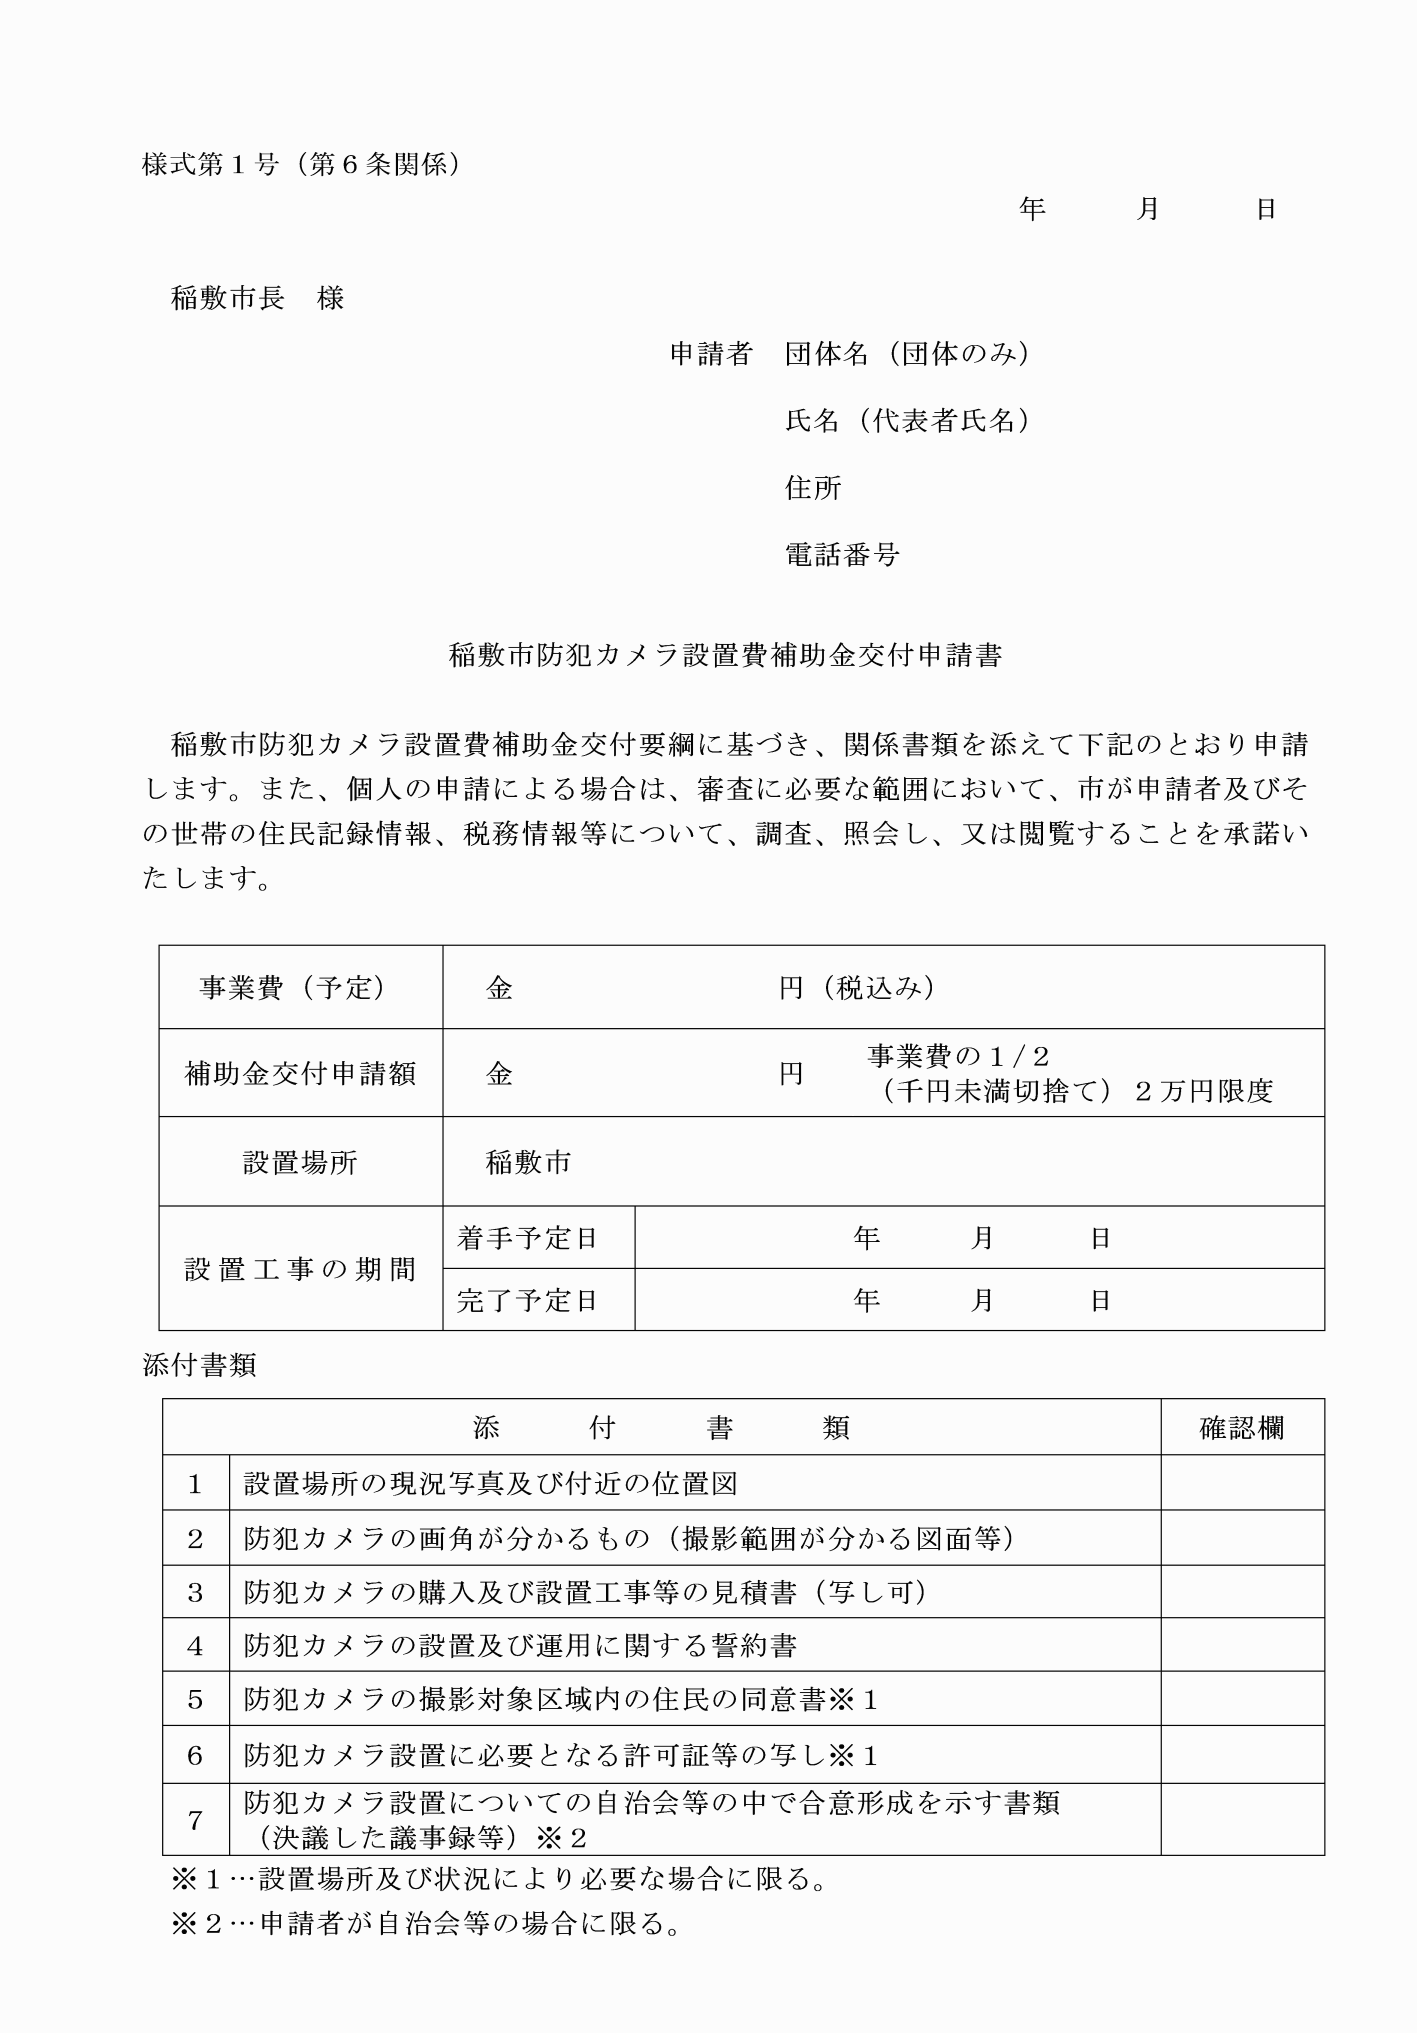 様式第１号（第６条関係）
年　　　月　　　日
稲敷市長　様
申請者　団体名（団体のみ）
氏名（代表者氏名）
住所
電話番号
稲敷市防犯カメラ設置費補助金交付申請書
　稲敷市防犯カメラ設置費補助金交付要綱に基づき、関係書類を添えて下記のとおり申請
します。また、個人の申請による場合は、審査に必要な範囲において、市が申請者及びそ
の世帯の住民記録情報、税務情報等について、調査、照会し、又は閲覧することを承諾い
たします。
事業費（予定）　金　　　　　　　　　円（税込み）
補助金交付申請額　金　　　　　　　　　円　事業費の１/２
（千円未満切捨て）２万円限度
設置場所　稲敷市
設置工事の期間　着手予定日　年　　　月　　　日
完了予定日　年　　　月　　　日
添付書類
添　　　付　　　書　　　類　確認欄
１　設置場所の現況写真及び付近の位置図
２　防犯カメラの画角が分かるもの（撮影範囲が分かる図面等）
３　防犯カメラの購入及び設置工事等の見積書（写し可）
４　防犯カメラの設置及び運用に関する誓約書
５　防犯カメラの撮影対象区域内の住民の同意書※１
６　防犯カメラ設置に必要となる許可証等の写し※１
７　防犯カメラ設置についての自治会等の中で合意形成を示す書類
（決議した議事録等）※２
※１…設置場所及び状況により必要な場合に限る。
※２…申請者が自治会等の場合に限る。